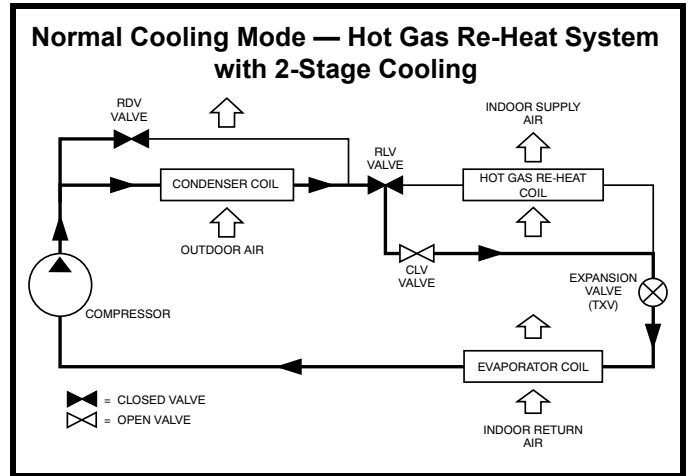 Normal Cooling Mode — Hot Gas Re-Heat System
with 2-Stage Cooling
RDV
VALVE
INDOOR SUPPLY
AIR
RLV
VALVE
CONDENSER COIL
HOT GAS RE-HEAT
COIL
OUTDOOR AIR
CLV
VALVE
EXPANSION
VALVE
(TXV)
COMPRESSOR
EVAPORATOR COIL
= CLOSED VALVE
= OPEN VALVE
INDOOR RETURN
AIR